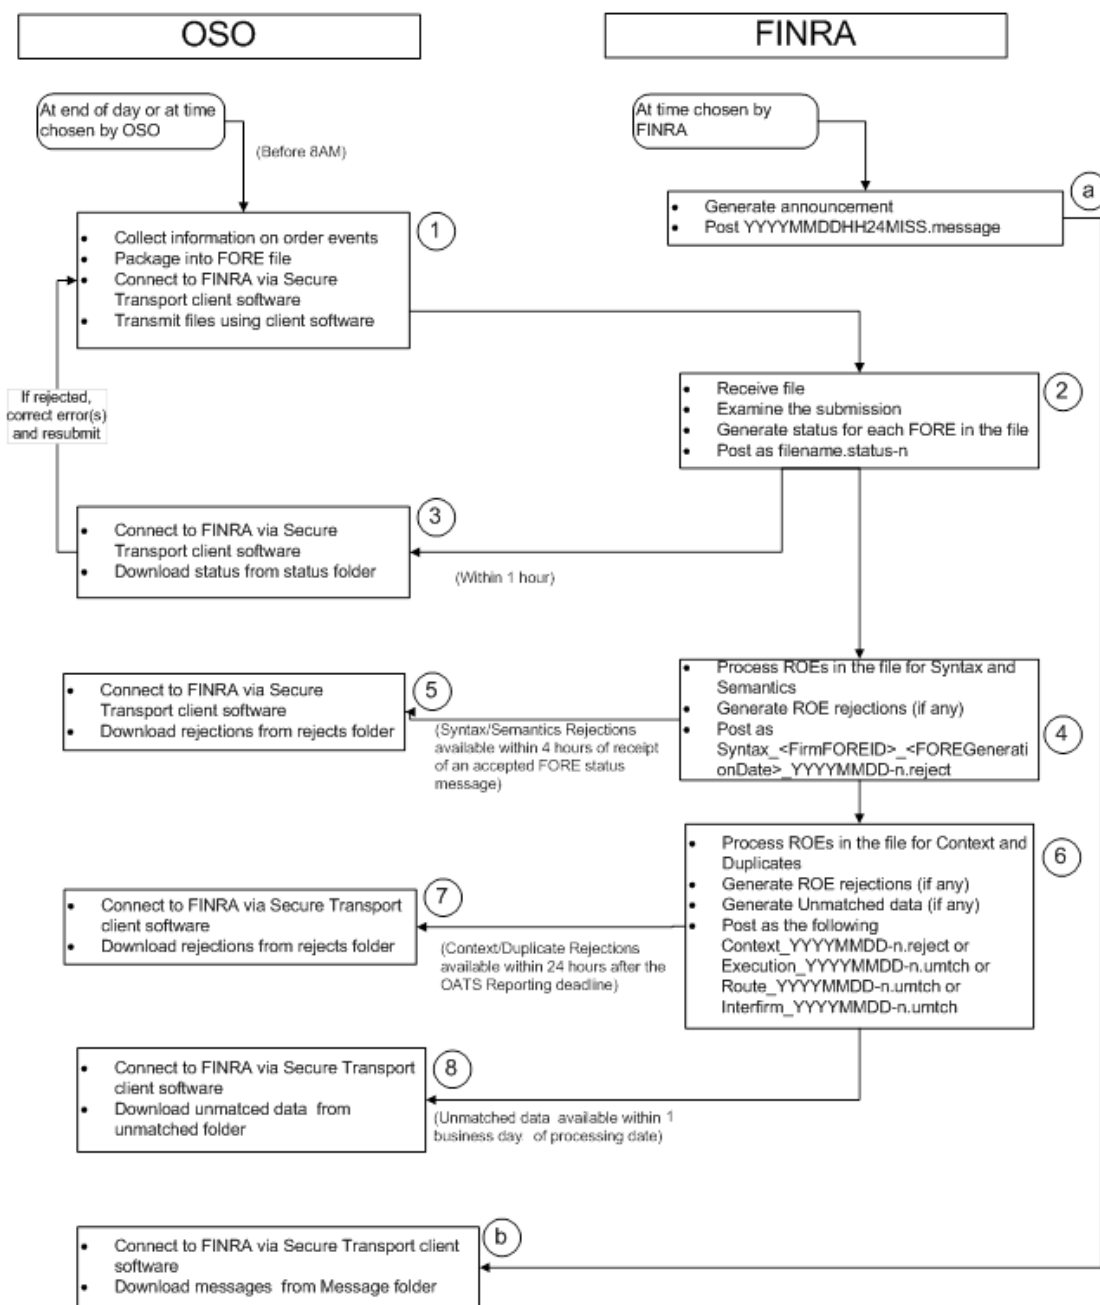 OSO
FINRA
At end of day or at time
chosen by OSO
At time chosen by
FINRA
(Before 8AM)
a
• Generate announcement
• Post YYYYMMDDHH24MISS.message
1
• Collect information on order events
• Package into FORE file
• Connect to FINRA via Secure
Transport client software
• Transmit files using client software
If rejected,
correct error(s)
and resubmit
2
• Receive file
• Examine the submission
• Generate status for each FORE in the file
• Post as filename.status-n
3
• Connect to FINRA via Secure
Transport client software
• Download status from status folder
(Within 1 hour)
4
• Process ROEs in the file for Syntax and
Semantics
• Generate ROE rejections (if any)
• Post as
Syntax_<FirmFOREID>_<FOREGenerati
onDate>_YYYYMMDD-n.reject
5
• Connect to FINRA via Secure
Transport client software
• Download rejections from rejects folder
(Syntax/Semantics Rejections
available within 4 hours of receipt
of an accepted FORE status
message)
6
• Process ROEs in the file for Context and
Duplicates
• Generate ROE rejections (if any)
• Generate Unmatched data (if any)
• Post as the following
Context_YYYYMMDD-n.reject or
Execution_YYYYMMDD-n.umtch or
Route_YYYYMMDD-n.umtch or
Interfirm_YYYYMMDD-n.umtch
7
• Connect to FINRA via Secure Transport
client software
• Download rejections from rejects folder
(Context/Duplicate Rejections
available within 24 hours after the
OATS Reporting deadline)
8
• Connect to FINRA via Secure Transport
client software
• Download unmatced data from
unmatched folder
(Unmatched data available within 1
business day of processing date)
b
• Connect to FINRA via Secure Transport client
software
• Download messages from Message folder